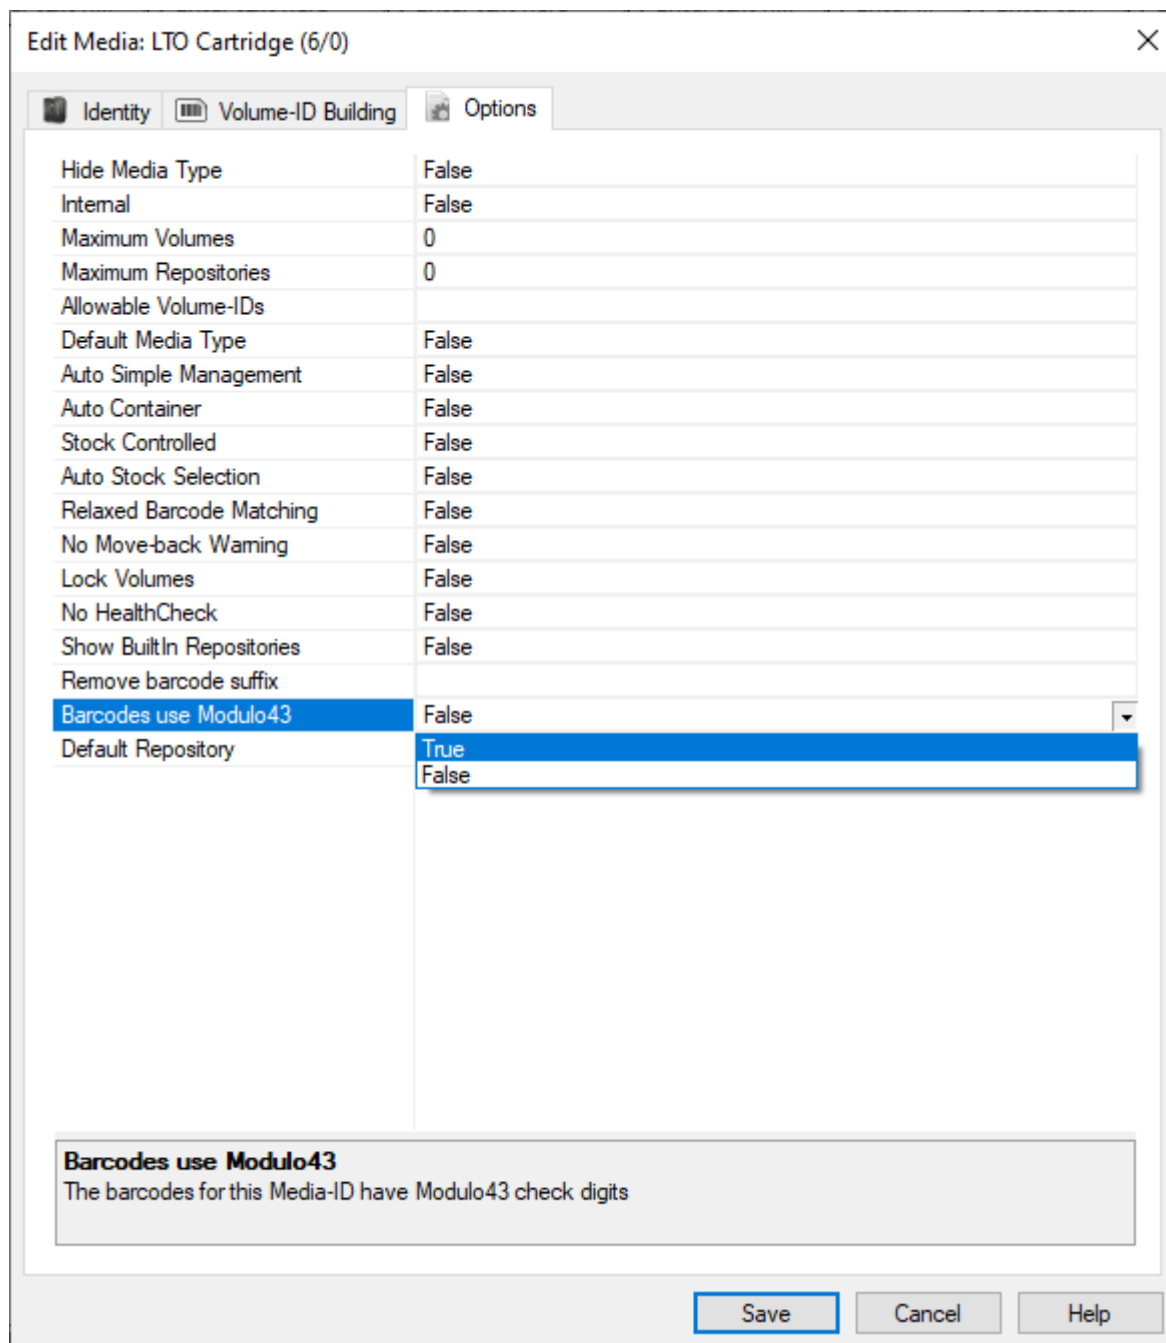 Edit Media: LTO Cartridge (6/0)
Identity Volume-ID Building Options
Hide Media Type False
Internal False
Maximum Volumes 0
Maximum Repositories 0
Allowable Volume-IDs
Default Media Type False
Auto Simple Management False
Auto Container False
Stock Controlled False
Auto Stock Selection False
Relaxed Barcode Matching False
No Move-back Warning False
Lock Volumes False
No HealthCheck False
Show BuiltIn Repositories False
Remove barcode suffix
Barcodes use Modulo43 False
Default Repository True
False
Barcodes use Modulo43
The barcodes for this Media-ID have Modulo43 check digits
Save Cancel Help